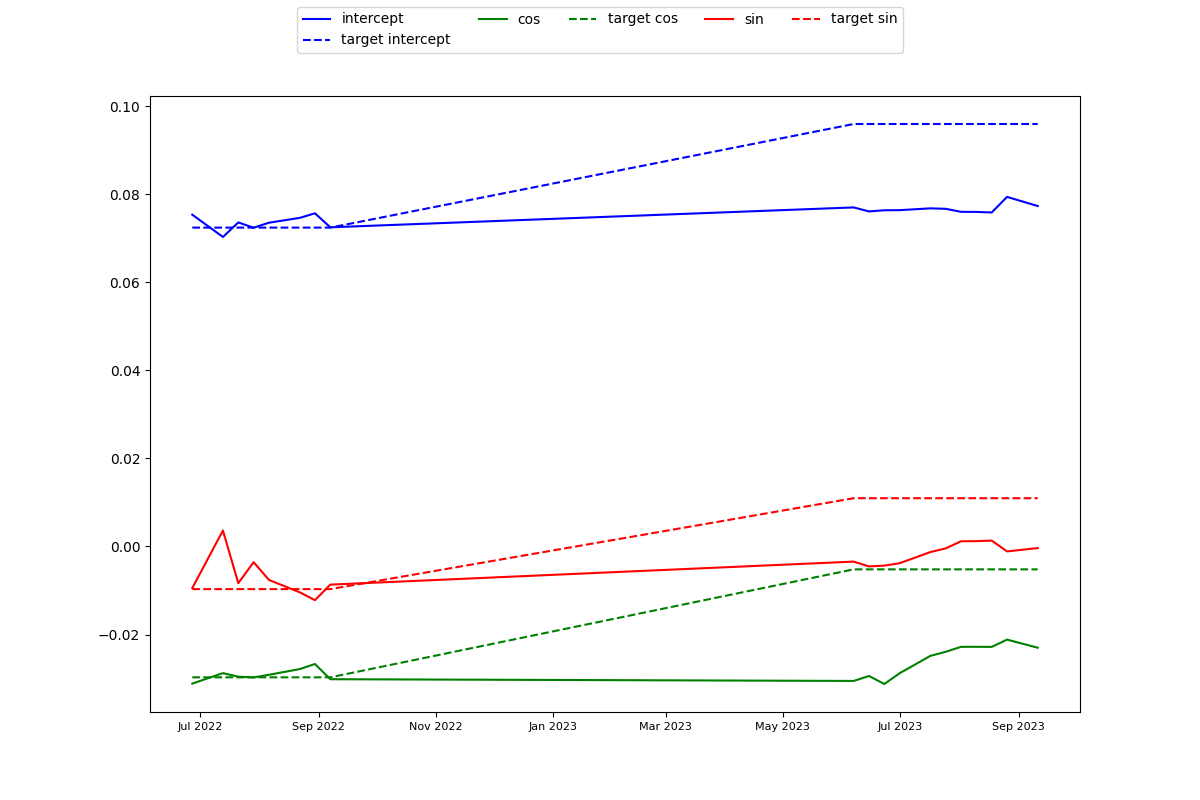 intercept cos target cos sin target sin
target intercept
0.10
0.08
0.06
0.04
0.02
0.00
−0.02
Jul 2022 Sep 2022 Nov 2022 Jan 2023 Mar 2023 May 2023 Jul 2023 Sep 2023